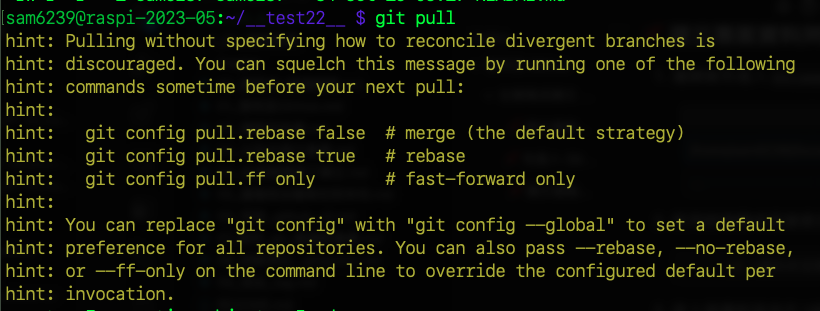 sam6239@raspi-2023-05:~/__test22__ $ git pull
hint: Pulling without specifying how to reconcile divergent branches is
hint: discouraged. You can squelch this message by running one of the following
hint: commands sometime before your next pull:
hint:
hint:   git config pull.rebase false  # merge (the default strategy)
hint:   git config pull.rebase true   # rebase
hint:   git config pull.ff only       # fast-forward only
hint:
hint: You can replace "git config" with "git config --global" to set a default
hint: preference for all repositories. You can also pass --rebase, --no-rebase,
hint: or --ff-only on the command line to override the configured default per
hint: invocation.